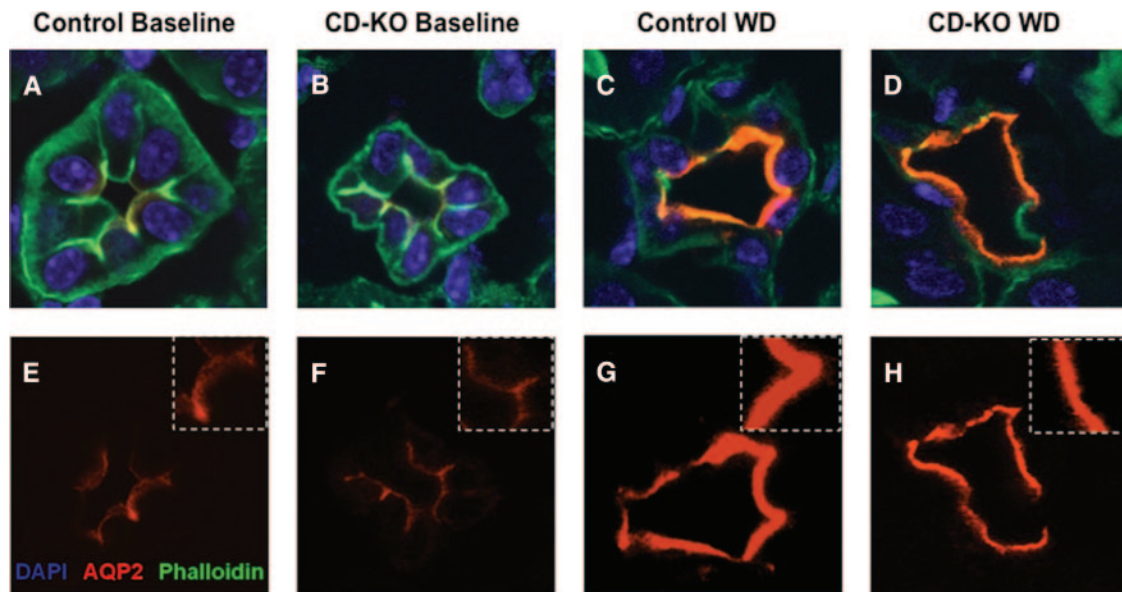 Control Baseline CD-KO Baseline Control WD CD-KO WD
A B C D
E F G H
DAPI AQP2 Phalloidin